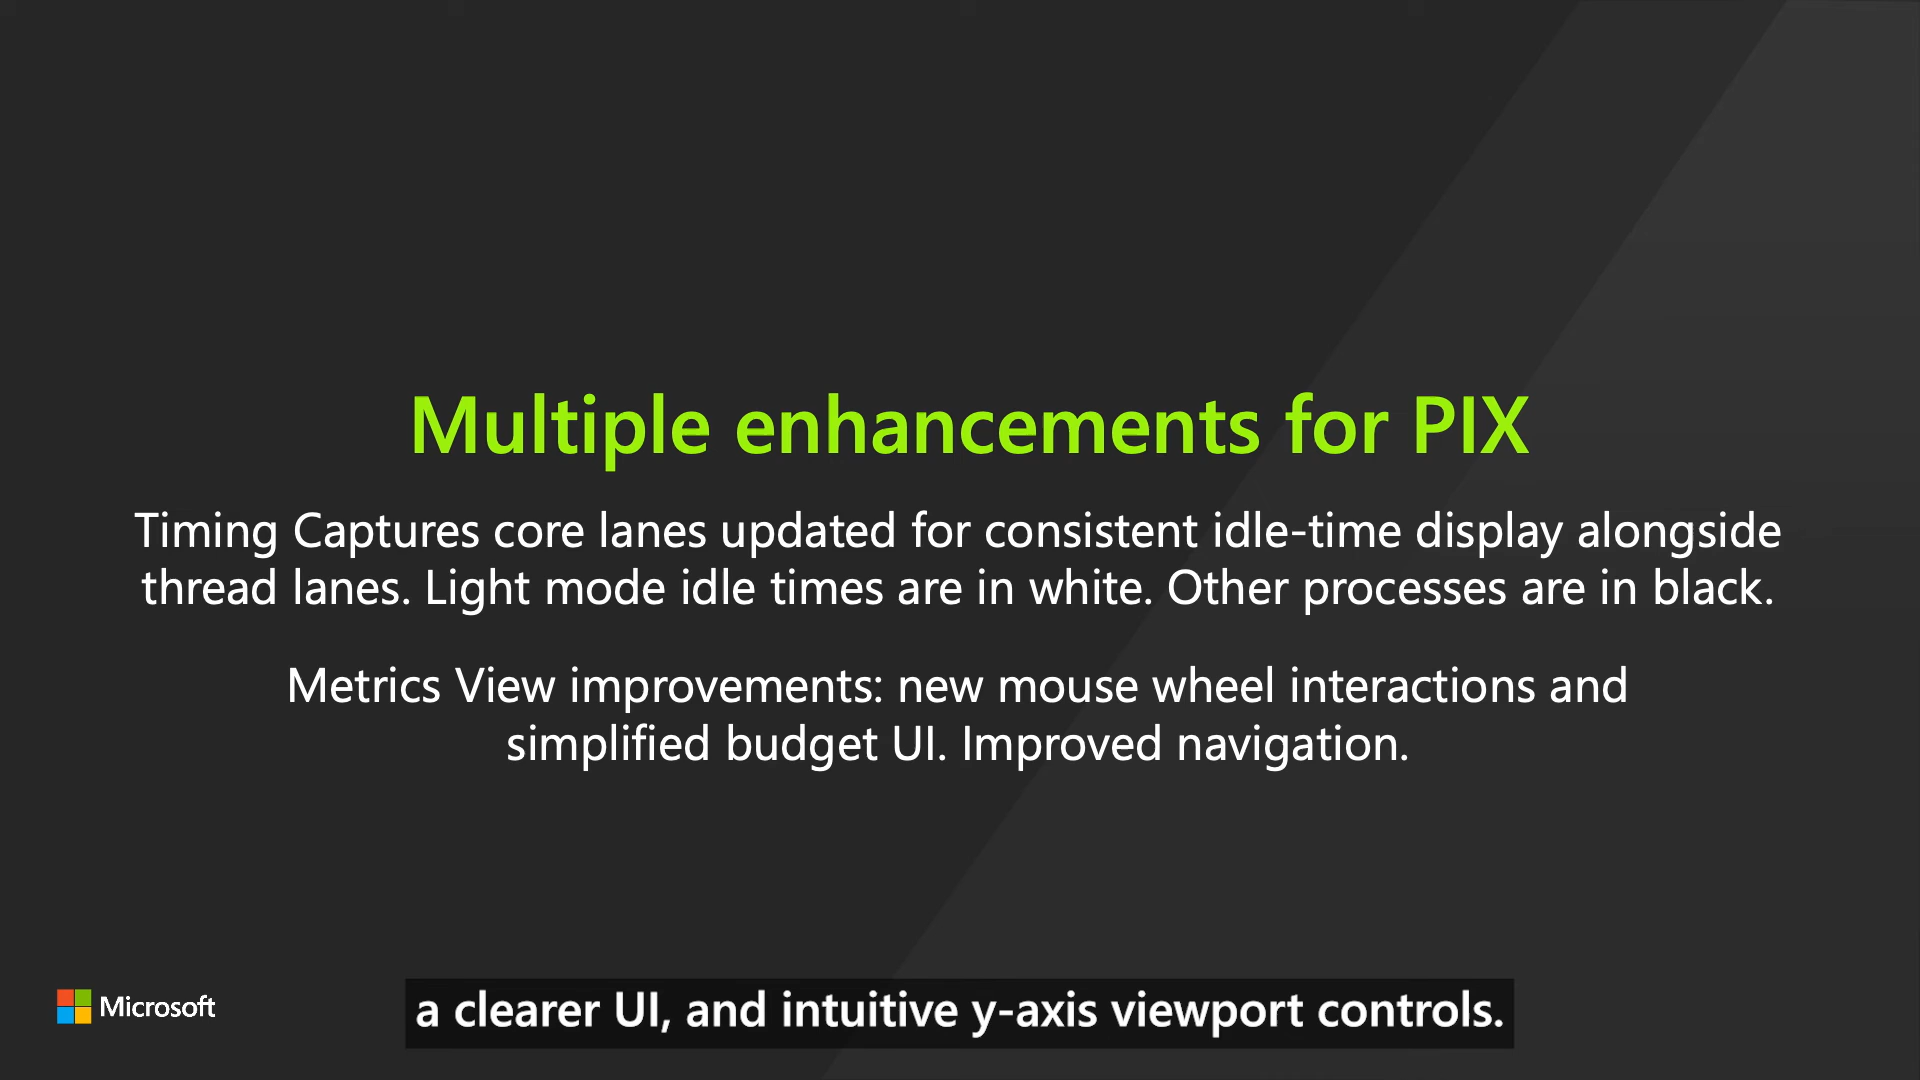 Multiple enhancements for PIX
Timing Captures core lanes updated for consistent idle-time display alongside
thread lanes. Light mode idle times are in white. Other processes are in black.
Metrics View improvements: new mouse wheel interactions and
simplified budget UI. Improved navigation.
Microsoft
a clearer UI, and intuitive y-axis viewport controls.